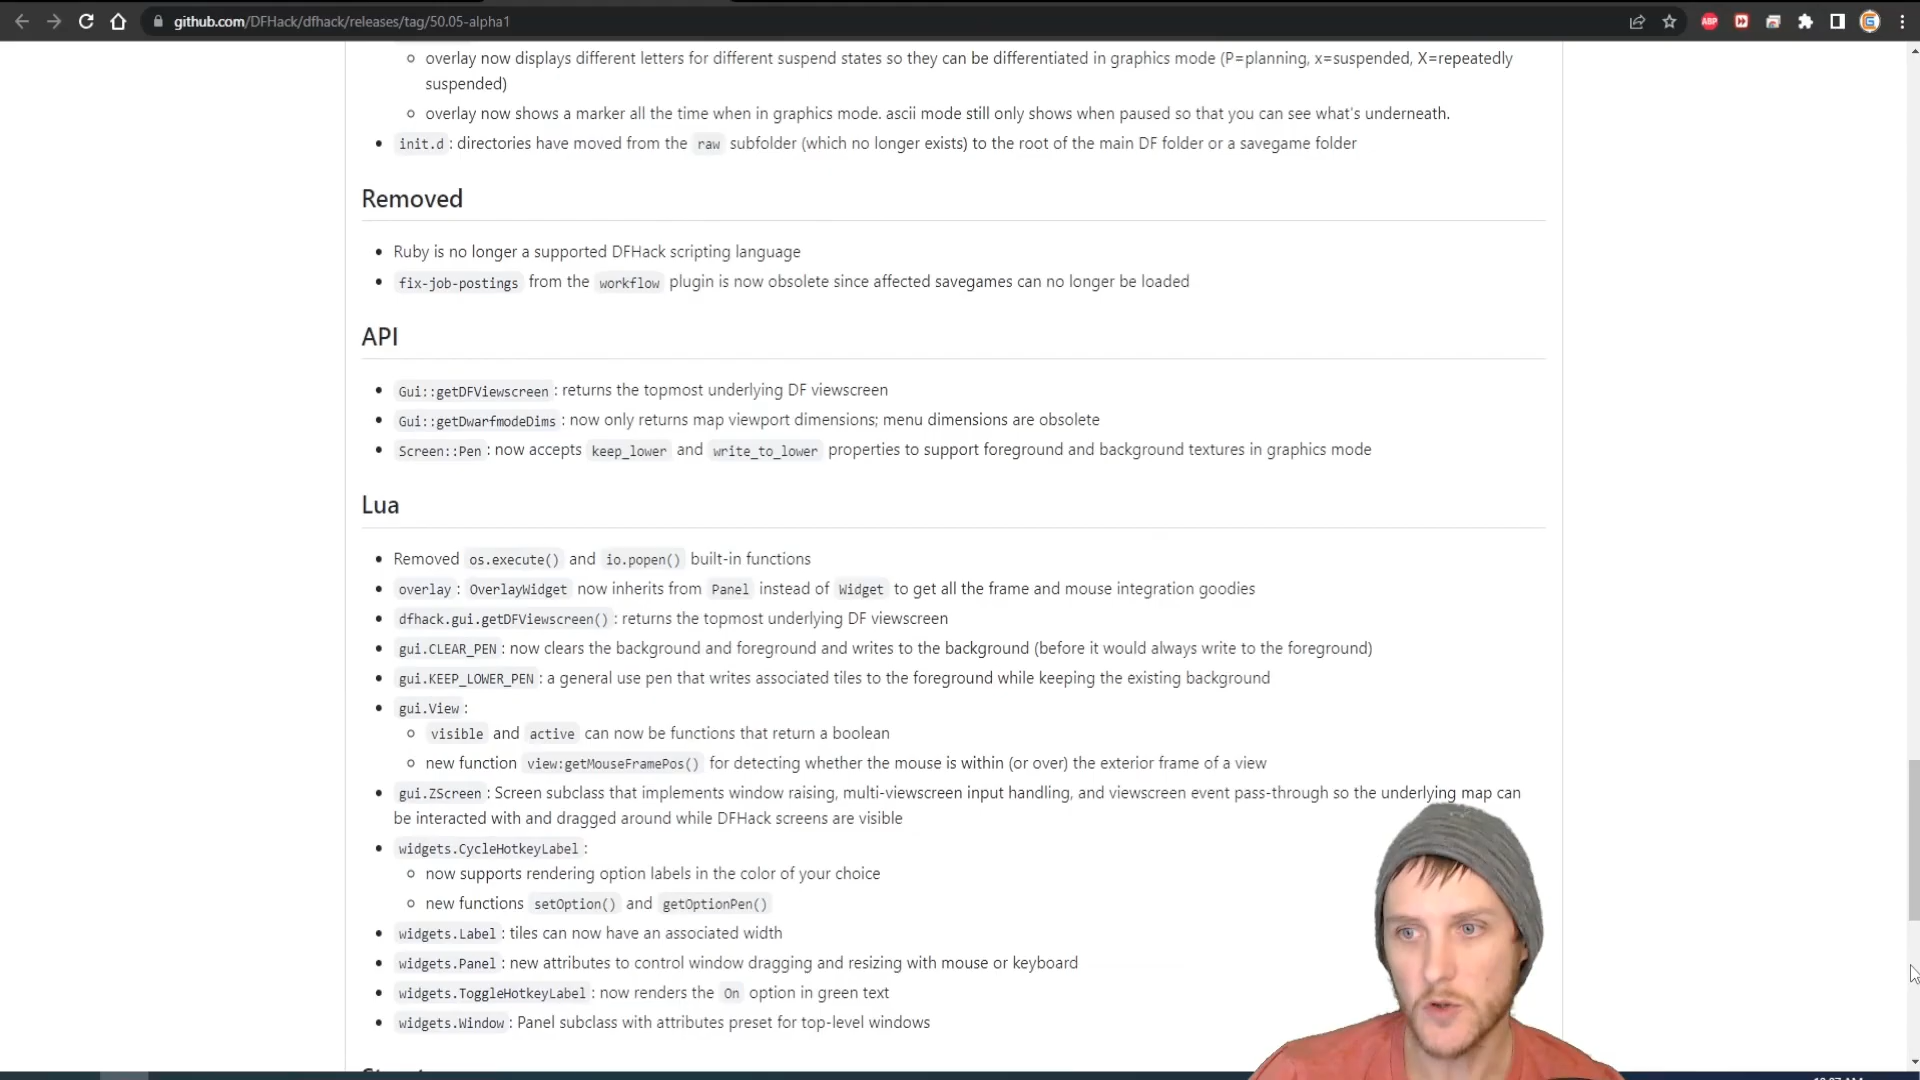 github.com/DFHack/dfhack/releases/tag/50.05-alpha1
ABP
overlay now displays different letters for different suspend states so they can be differentiated in graphics mode (P=planning, x=suspended, X=repeatedly
suspended)
overlay now shows a marker all the time when in graphics mode. ascii mode still only shows when paused so that you can see what's underneath.
init.d : directories have moved from the raw subfolder (which no longer exists) to the root of the main DF folder or a savegame folder
Removed
Ruby is no longer a supported DFHack scripting language
fix-job-postings from the workflow plugin is now obsolete since affected savegames can no longer be loaded
API
Gui::getDFViewscreen : returns the topmost underlying DF viewscreen
Gui::getDwarfmodeDims : now only returns map viewport dimensions; menu dimensions are obsolete
Screen::Pen : now accepts keep_lower and write_to_lower properties to support foreground and background textures in graphics mode
Lua
Removed os.execute() and io.popen() built-in functions
overlay : OverlayWidget now inherits from Panel instead of Widget to get all the frame and mouse integration goodies
dfhack.gui.getDFViewscreen() : returns the topmost underlying DF viewscreen
gui.CLEAR_PEN : now clears the background and foreground and writes to the background (before it would always write to the foreground)
gui.KEEP_LOWER_PEN : a general use pen that writes associated tiles to the foreground while keeping the existing background
gui.View :
visible and active can now be functions that return a boolean
new function view:getMouseFramePos() for detecting whether the mouse is within (or over) the exterior frame of a view
gui.ZScreen : Screen subclass that implements window raising, multi-viewscreen input handling, and viewscreen event pass-through so the underlying map can
be interacted with and dragged around while DFHack screens are visible
widgets.CycleHotkeyLabel :
now supports rendering option labels in the color of your choice
new functions setOption() and getOptionPen()
widgets.Label : tiles can now have an associated width
widgets.Panel : new attributes to control window dragging and resizing with mouse or keyboard
widgets.ToggleHotkeyLabel : now renders the On option in green text
widgets.Window : Panel subclass with attributes preset for top-level windows